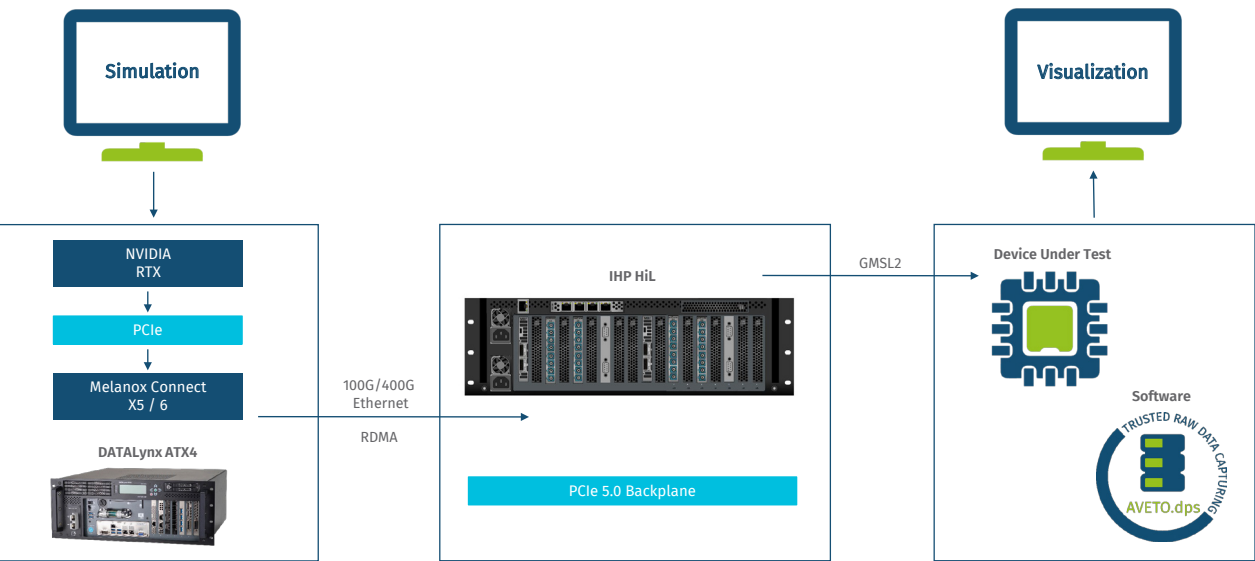 Simulation
Visualization
NVIDIA
RTX
PCIe
Melanox Connect
X5 / 6
DATALynx ATX4
100G/400G
Ethernet
RDMA
IHP HiL
PCIe 5.0 Backplane
GMSL2
Device Under Test
Software
TRUSTED RAW DATA CAPTURING
AVETO.dps